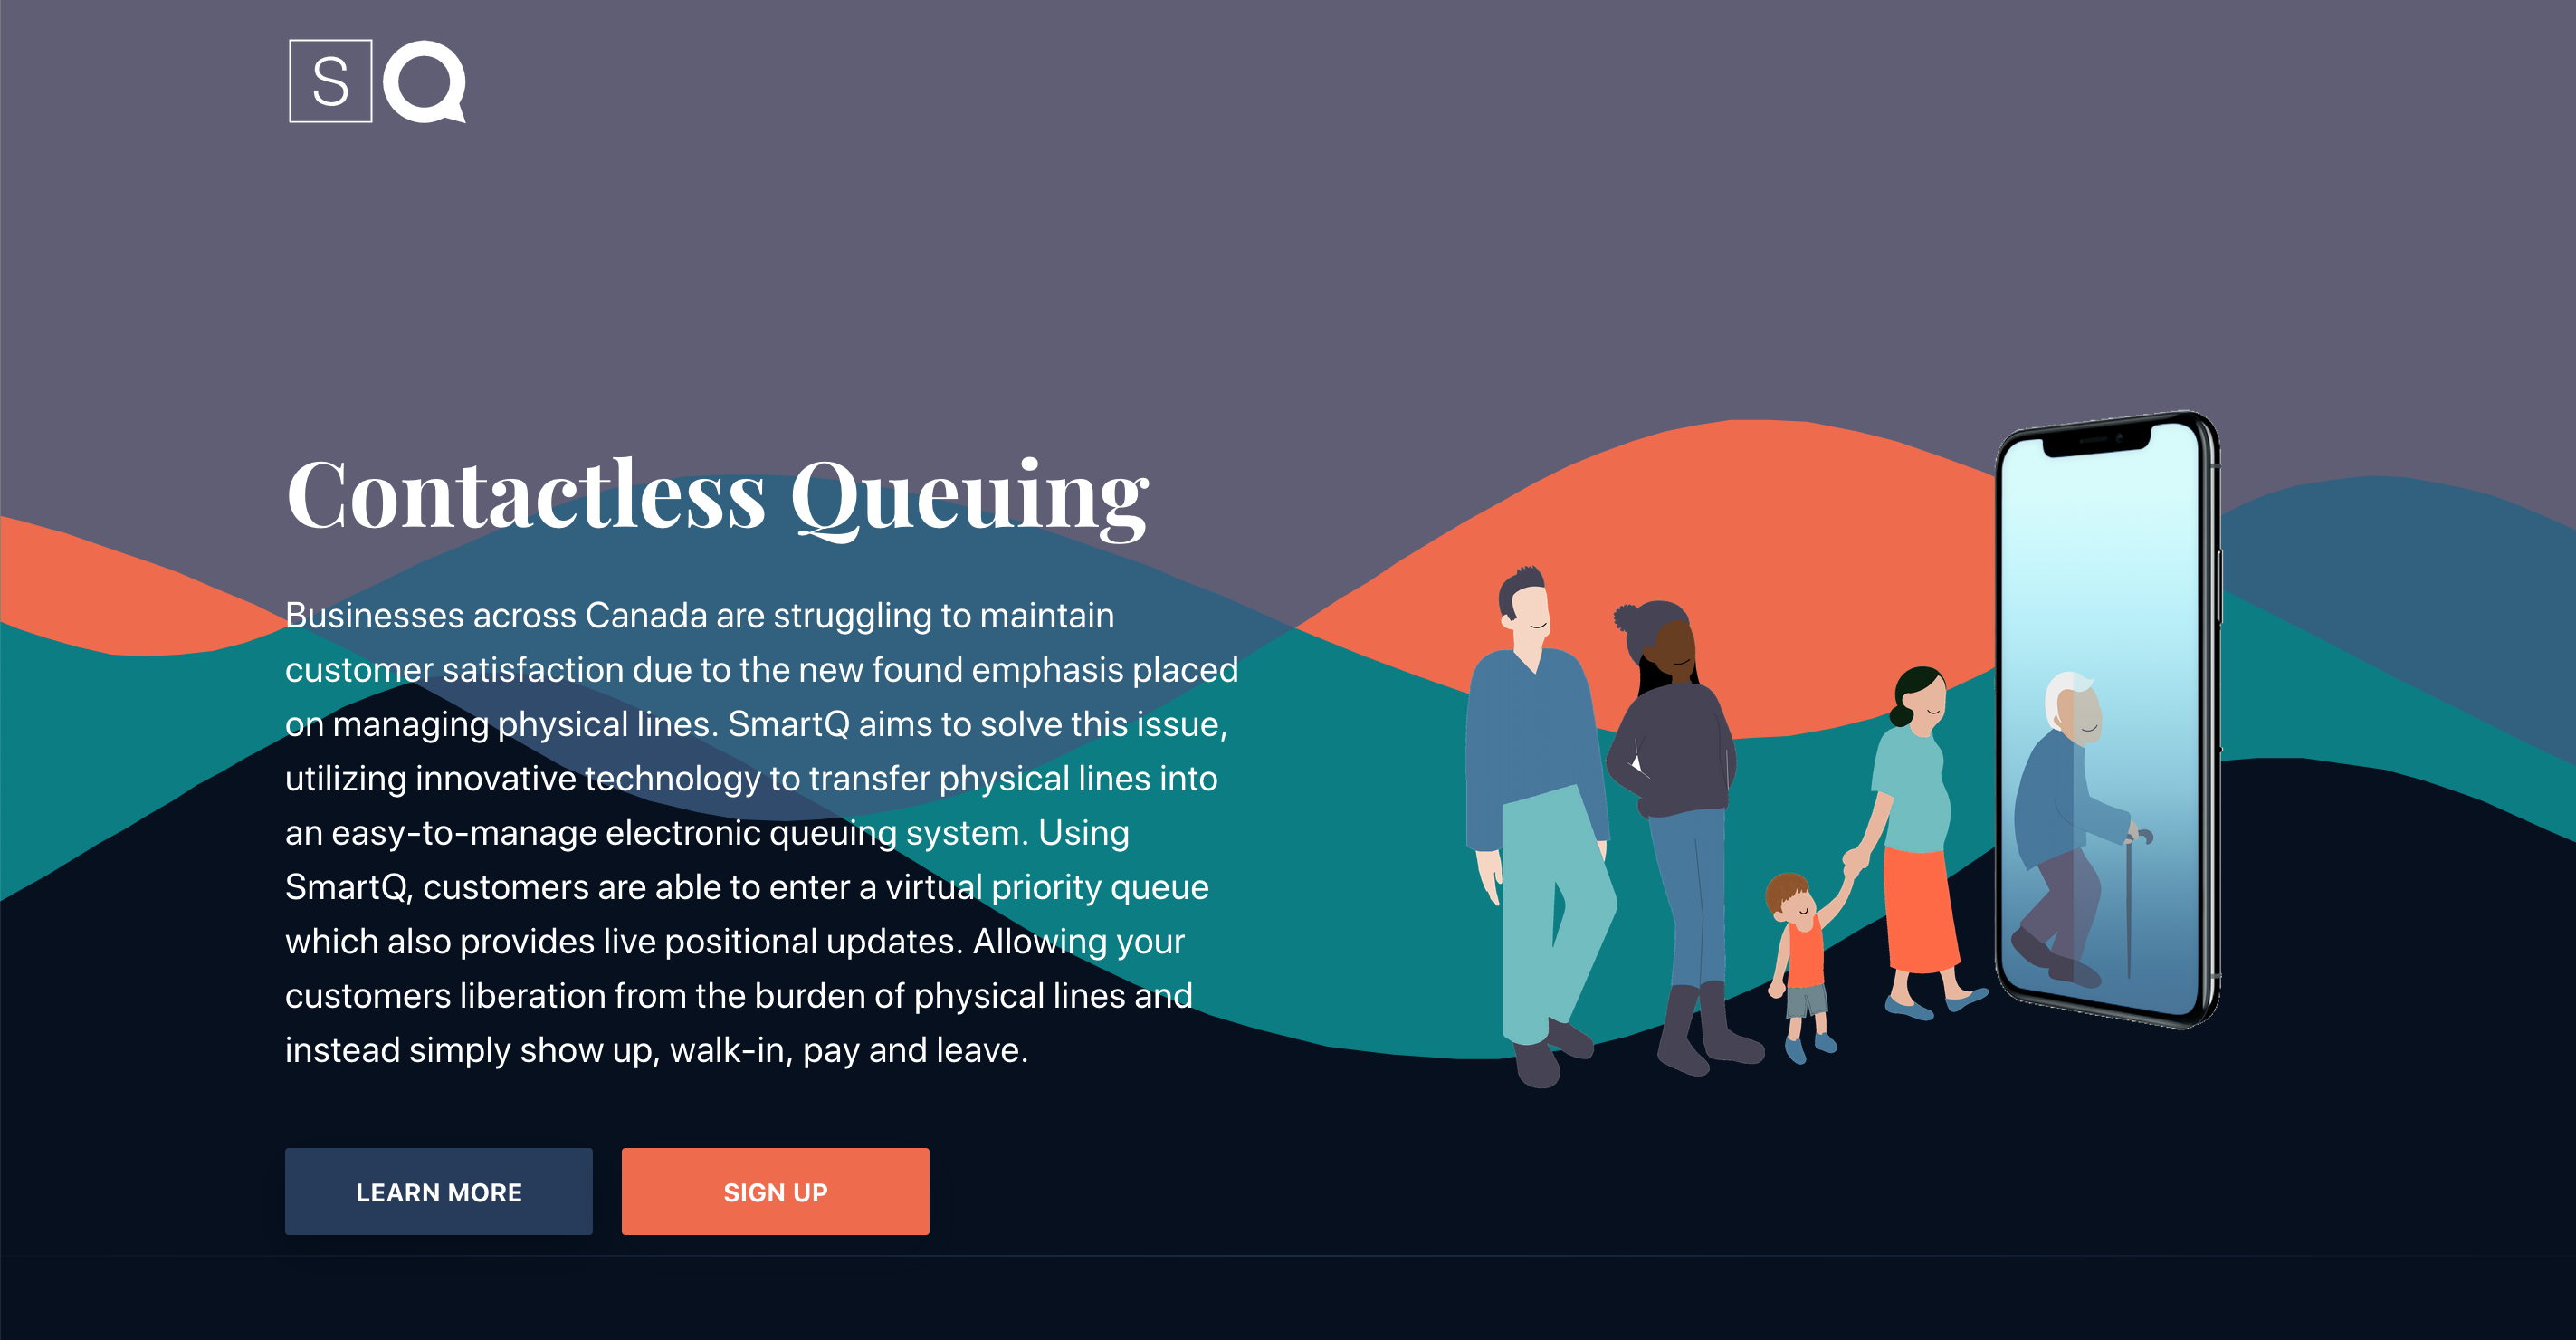 S Q
Contactless Queuing
Businesses across Canada are struggling to maintain
customer satisfaction due to the new found emphasis placed
on managing physical lines. SmartQ aims to solve this issue,
utilizing innovative technology to transfer physical lines into
an easy-to-manage electronic queuing system. Using
SmartQ, customers are able to enter a virtual priority queue
which also provides live positional updates. Allowing your
customers liberation from the burden of physical lines and
instead simply show up, walk-in, pay and leave.
LEARN MORE
SIGN UP